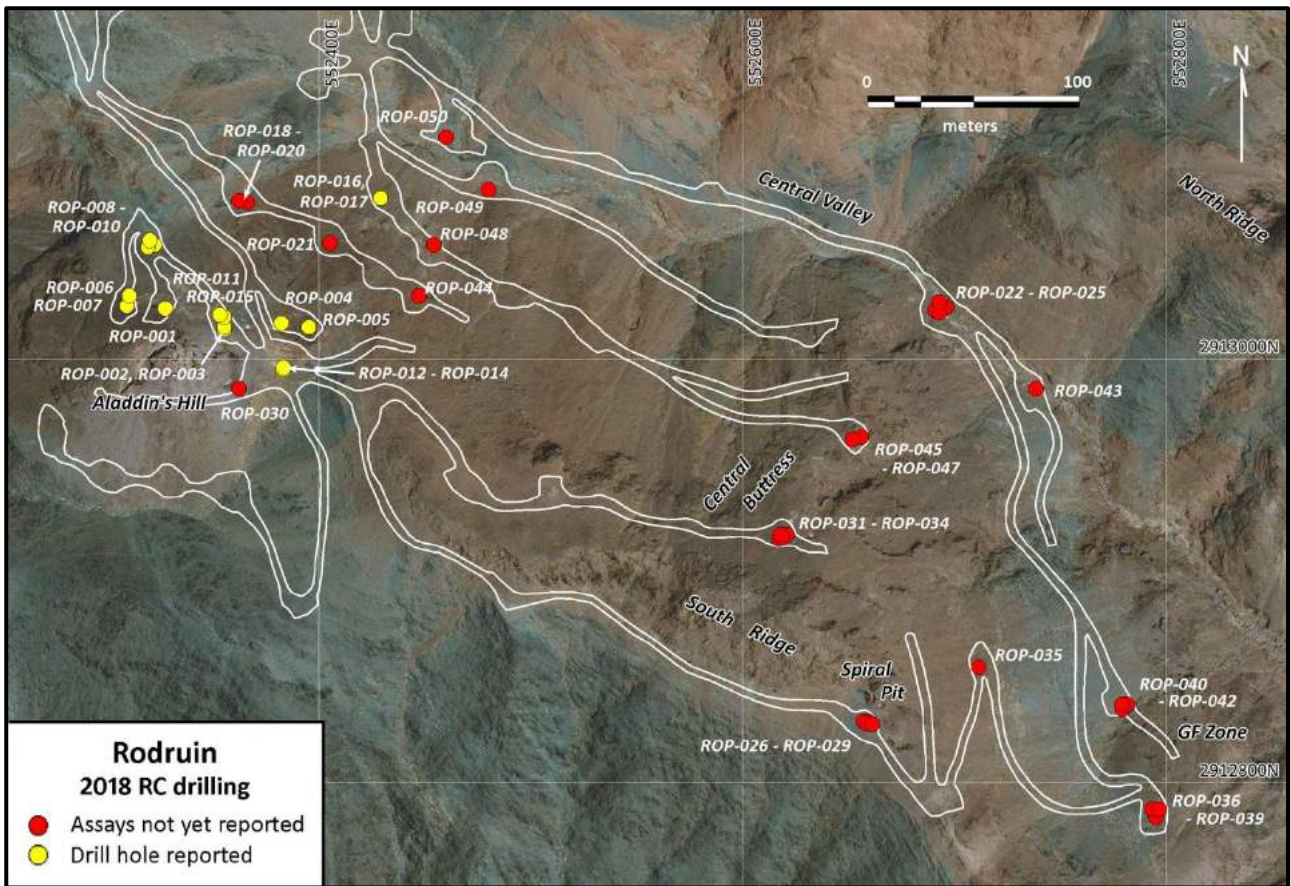 552400E
552600E
552800E
0
100
meters
N
ROP-050
ROP-018 -
ROP-020
Central Valley
North Ridge
ROP-016,
ROP-017
ROP-049
ROP-008 -
ROP-010
ROP-021
ROP-048
ROP-011
ROP-015
ROP-006
ROP-007
ROP-044
ROP-004
ROP-005
ROP-022 - ROP-025
ROP-001
2913000N
ROP-002, ROP-003
ROP-012 - ROP-014
ROP-043
Aladdin's Hill
ROP-030
ROP-045
- ROP-047
Central
Buttress
ROP-031 - ROP-034
South Ridge
ROP-035
Spiral
Pit
ROP-040
- ROP-042
GF Zone
ROP-026 - ROP-029
2912800N
ROP-036
- ROP-039
Rodruin
2018 RC drilling
Assays not yet reported
Drill hole reported